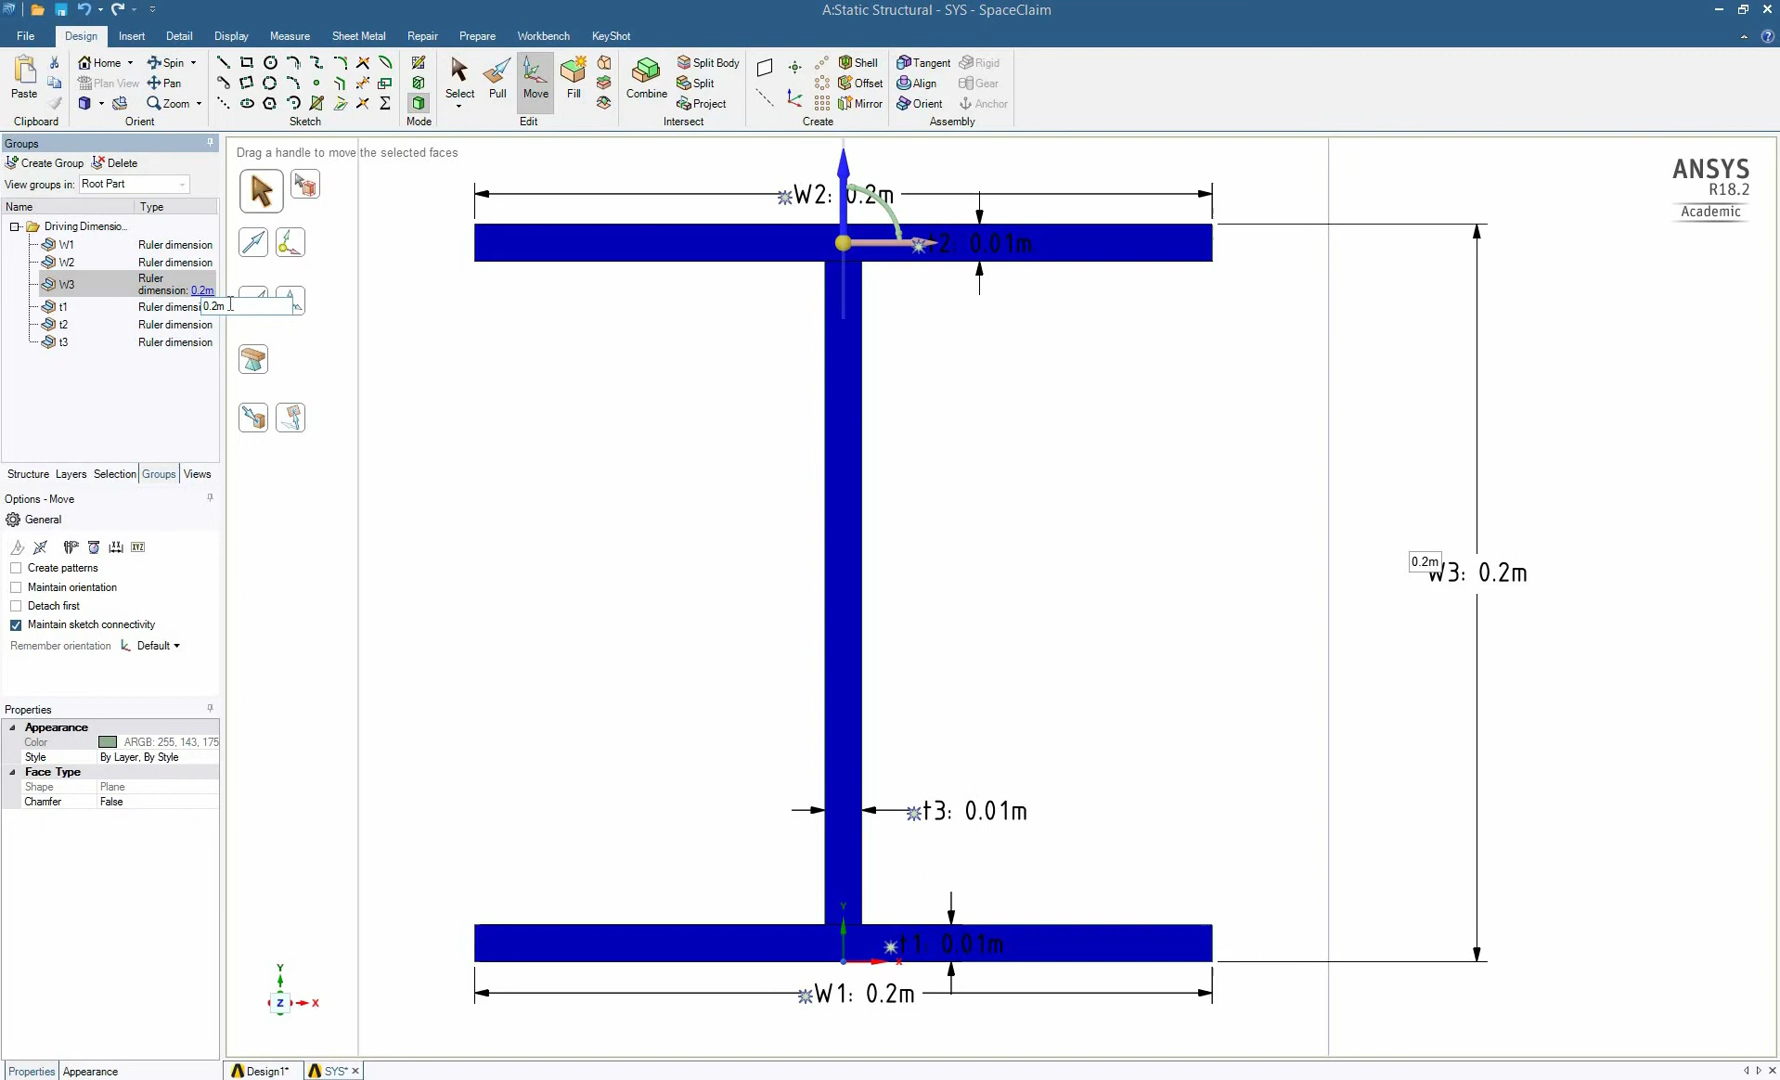 A:Static Structural - SYS - SpaceClaim
File Design Insert Detail Display Measure Sheet Metal Repair Prepare Workbench KeyShot
Paste
Home Spin
Plan View Pan
Zoom
Select Pull Move Fill
Combine
Split Body
Split
Project
Shell
Offset
Mirror
Tangent Rigid
Align Gear
Orient Anchor
Clipboard Orient Sketch Mode Edit Intersect Create Assembly
Groups
Create Group Delete
View groups in: Root Part
Name Type
Driving Dimensio...
W1 Ruler dimension
W2 Ruler dimension
W3 Ruler dimension: 0.2m
0.2m
t1 Ruler dimensi
t2 Ruler dimension
t3 Ruler dimension
Structure Layers Selection Groups Views
Options - Move
General
XYZ
Create patterns
Maintain orientation
Detach first
Maintain sketch connectivity
Remember orientation Default
Properties
Appearance
Color ARGB: 255, 143, 175
Style By Layer, By Style
Face Type
Shape Plane
Chamfer False
Properties Appearance
Drag a handle to move the selected faces
ANSYS
R18.2
Academic
W2: 0.2m
t2: 0.01m
0.2m
W3: 0.2m
t3: 0.01m
Y
t1: 0.01m
X
W1: 0.2m
Y
Z X
Design1* SYS*